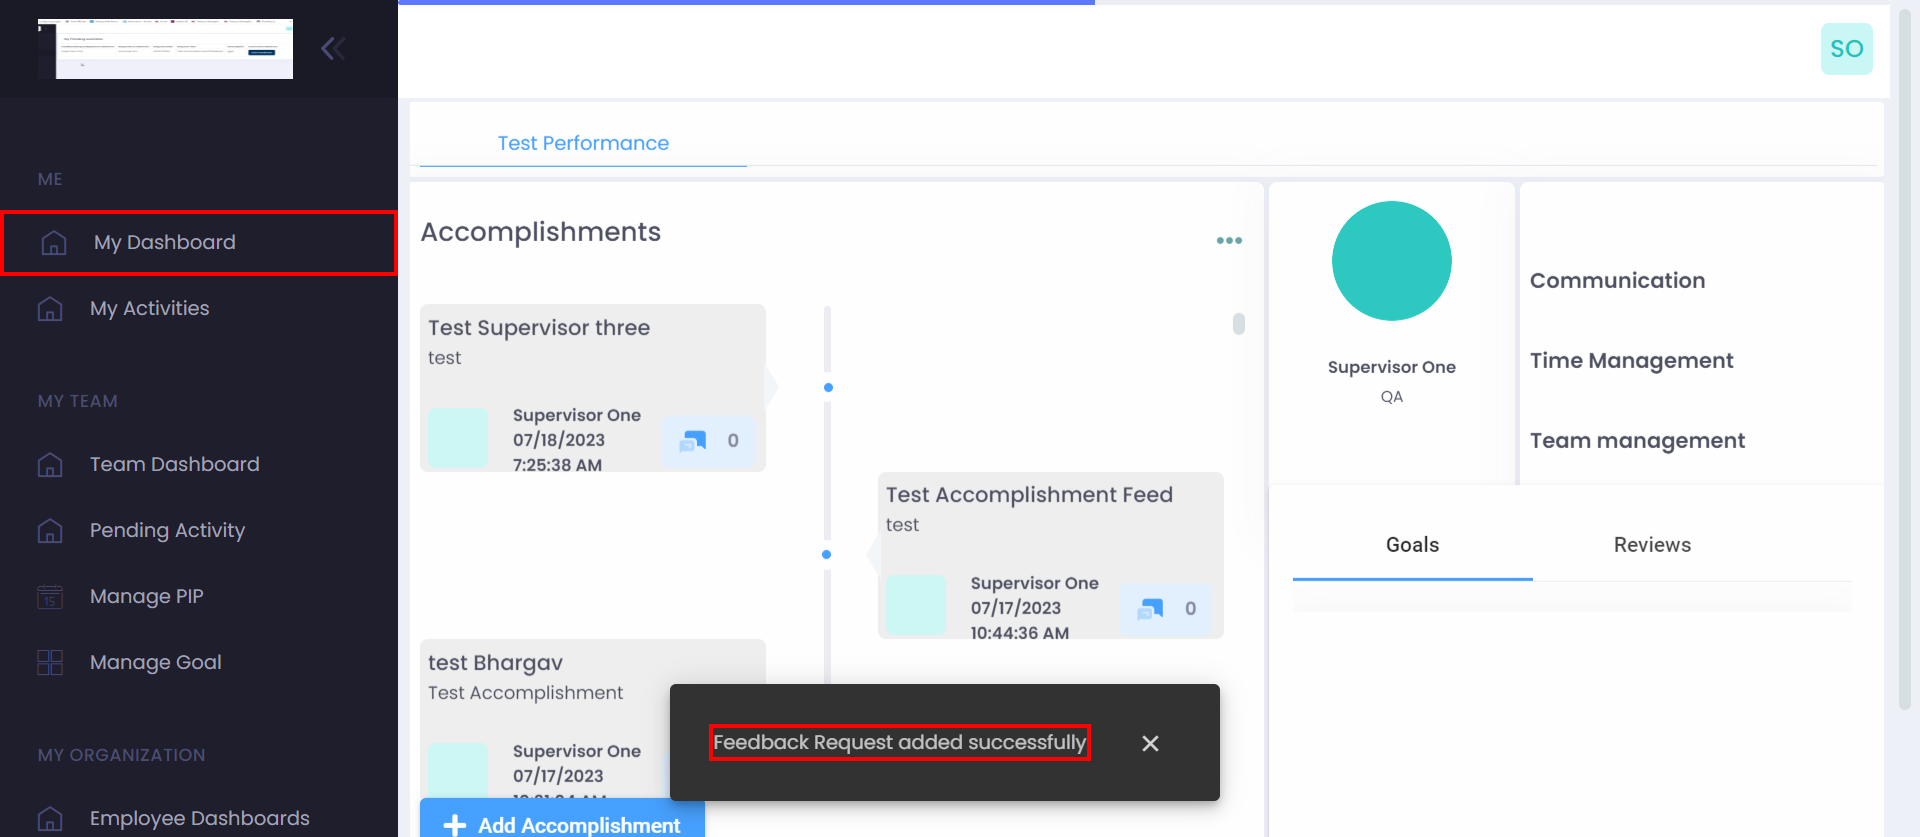 SO
ME
My Dashboard
My Activities
MY TEAM
Team Dashboard
Pending Activity
15
Manage PIP
Manage Goal
MY ORGANIZATION
Employee Dashboards
Test Performance
Accomplishments
Test Supervisor three
test
Supervisor One
07/18/2023
7:25:38 AM
0
Test Accomplishment Feed
test
Supervisor One
07/17/2023
10:44:36 AM
0
test Bhargav
Test Accomplishment
Supervisor One
07/17/2023
Add Accomplishment
Feedback Request added successfully
Supervisor One
QA
Communication
Time Management
Team management
Goals
Reviews